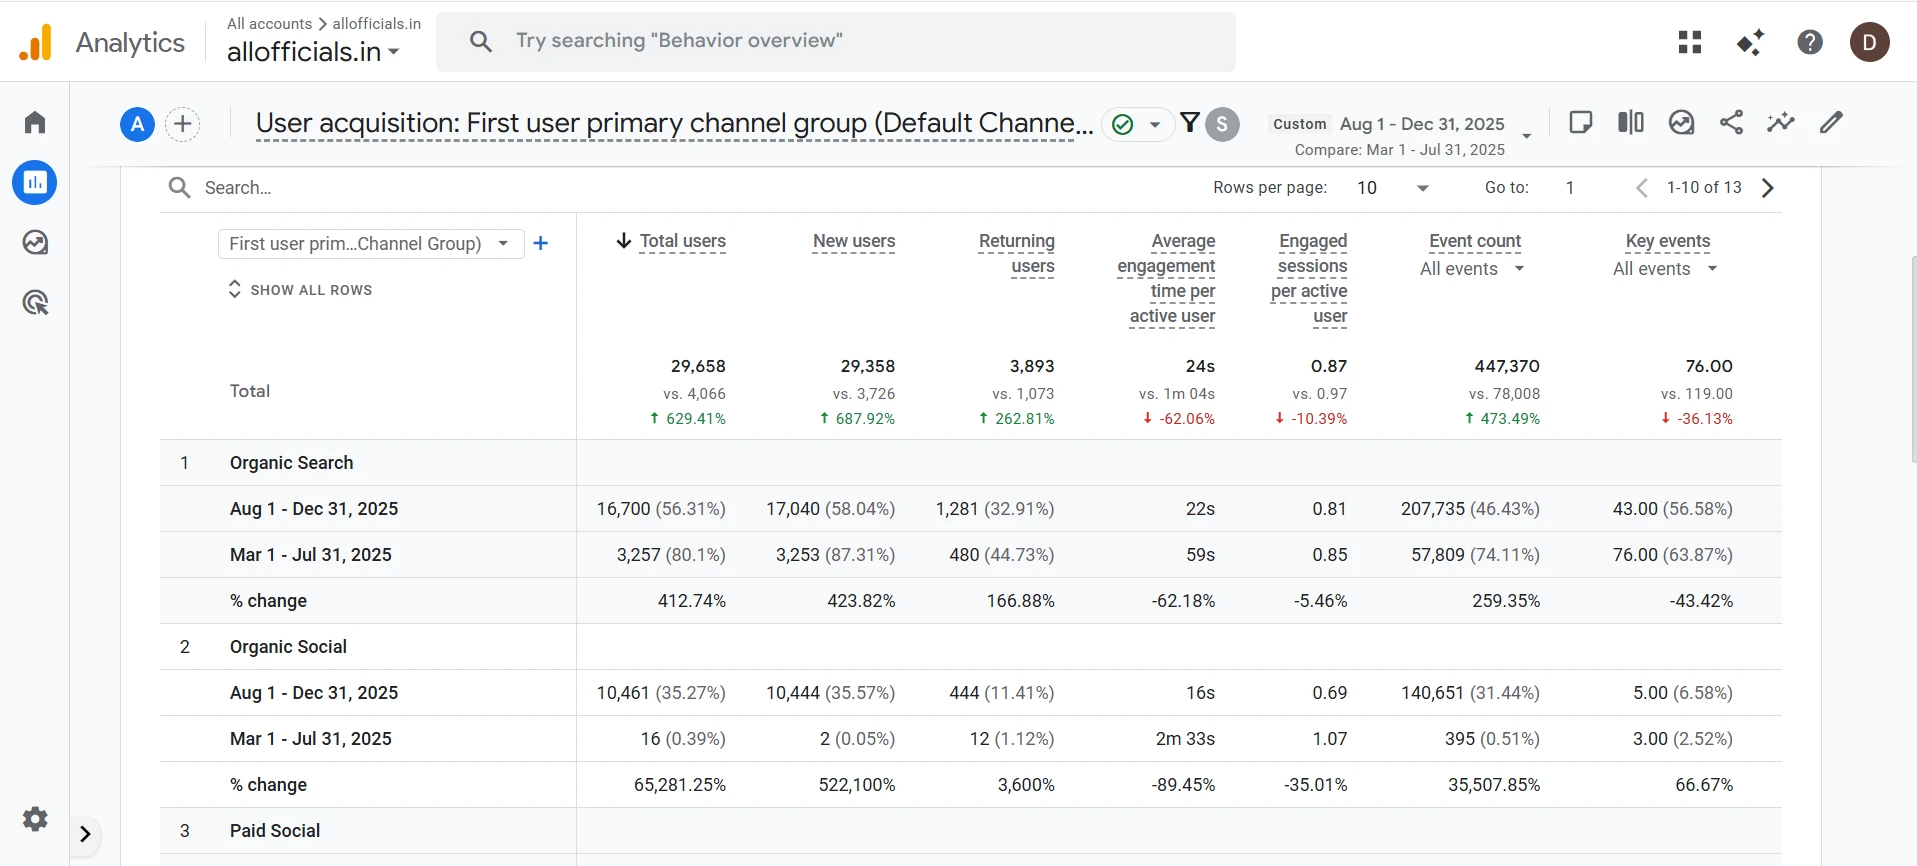 Analytics
All accounts > allofficials.in
allofficials.in
Try searching "Behavior overview"
D
A
User acquisition: First user primary channel group (Default Channe...
S
Custom Aug 1 - Dec 31, 2025
Compare: Mar 1 - Jul 31, 2025
Search...
Rows per page: 10
Go to: 1
1-10 of 13
First user prim...Channel Group)
+
SHOW ALL ROWS
Total users
New users
Returning users
Average engagement time per active user
Engaged sessions per active user
Event count
All events
Key events
All events
Total
29,658 29,358 3,893 24s 0.87 447,370 76.00
vs. 4,066 vs. 3,726 vs. 1,073 vs. 1m 04s vs. 0.97 vs. 78,008 vs. 119.00
↑ 629.41% ↑ 687.92% ↑ 262.81% ↓ -62.06% ↓ -10.39% ↑ 473.49% ↓ -36.13%
1 Organic Search
Aug 1 - Dec 31, 2025 16,700 (56.31%) 17,040 (58.04%) 1,281 (32.91%) 22s 0.81 207,735 (46.43%) 43.00 (56.58%)
Mar 1 - Jul 31, 2025 3,257 (80.1%) 3,253 (87.31%) 480 (44.73%) 59s 0.85 57,809 (74.11%) 76.00 (63.87%)
% change 412.74% 423.82% 166.88% -62.18% -5.46% 259.35% -43.42%
2 Organic Social
Aug 1 - Dec 31, 2025 10,461 (35.27%) 10,444 (35.57%) 444 (11.41%) 16s 0.69 140,651 (31.44%) 5.00 (6.58%)
Mar 1 - Jul 31, 2025 16 (0.39%) 2 (0.05%) 12 (1.12%) 2m 33s 1.07 395 (0.51%) 3.00 (2.52%)
% change 65,281.25% 522,100% 3,600% -89.45% -35.01% 35,507.85% 66.67%
3 Paid Social